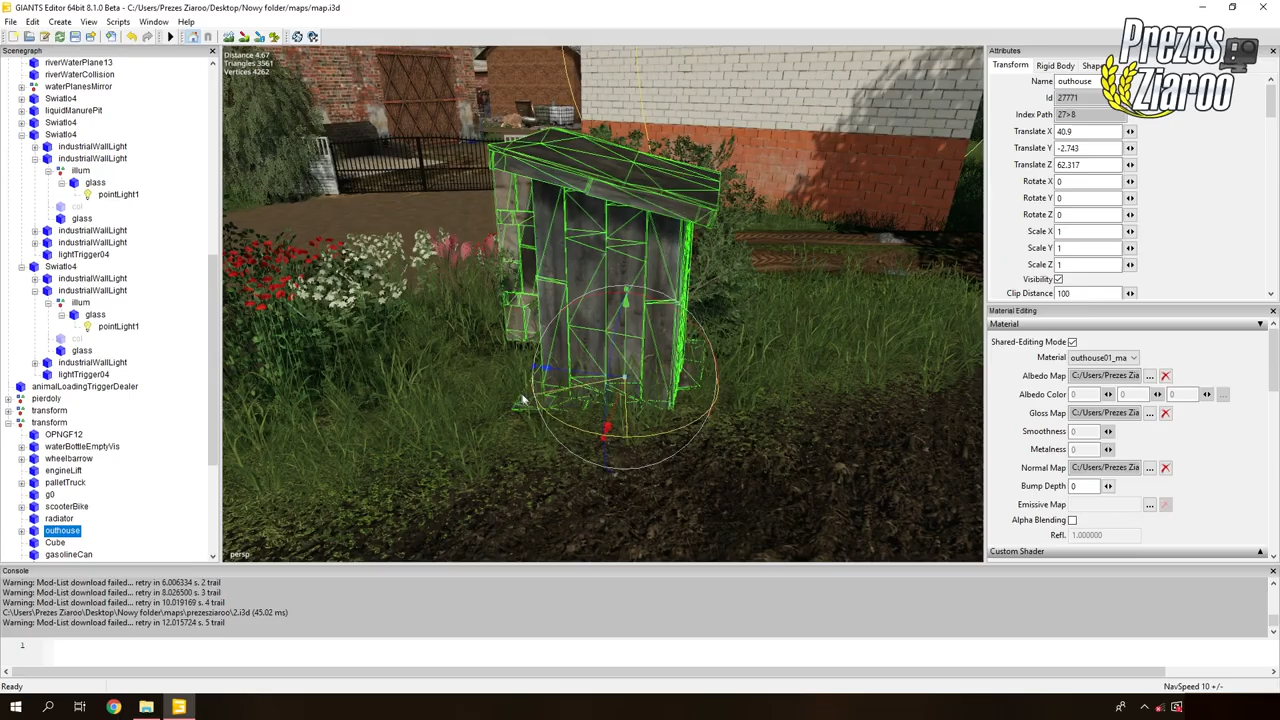 GIANTS Editor 64bit 8.1.0 Beta - C:/Users/Prezes Ziaroo/Desktop/Nowy folder/maps/map.i3d
File Edit Create View Scripts Window Help
Scenegraph
riverWaterPlane13
riverWaterCollision
waterPlanesMirror
Swiatlo4
liquidManurePit
Swiatlo4
Swiatlo4
industrialWallLight
industrialWallLight
illum
glass
pointLight1
col
glass
industrialWallLight
industrialWallLight
lightTrigger04
Swiatlo4
industrialWallLight
industrialWallLight
illum
glass
pointLight1
col
glass
industrialWallLight
lightTrigger04
animalLoadingTriggerDealer
pierdoly
transform
transform
OPNGF12
waterBottleEmptyVis
wheelbarrow
engineLift
palletTruck
g0
scooterBike
radiator
outhouse
Cube
gasolineCan
Distance 4.67
Triangles 3561
Vertices 4262
persp
Prezes
Ziaroo
Attributes
Transform Rigid Body Shape
Name outhouse
Id 27771
Index Path 27>8
Translate X 40.9
Translate Y -2.743
Translate Z 62.317
Rotate X 0
Rotate Y 0
Rotate Z 0
Scale X 1
Scale Y 1
Scale Z 1
Visibility
Clip Distance 100
Material Editing
Material
Shared-Editing Mode
Material outhouse01_ma
Albedo Map C:/Users/Prezes Zia ...
Albedo Color 0 0 0 ...
Gloss Map C:/Users/Prezes Zia ...
Smoothness 0
Metalness 0
Normal Map C:/Users/Prezes Zia ...
Bump Depth 0
Emissive Map ...
Alpha Blending
Refl. 1.000000
Custom Shader
Console
Warning: Mod-List download failed... retry in 6.006334 s. 2 trail
Warning: Mod-List download failed... retry in 8.026500 s. 3 trail
Warning: Mod-List download failed... retry in 10.019169 s. 4 trail
C:\Users\Prezes Ziaroo\Desktop\Nowy folder\maps\prezesziaroo\2.i3d (45.02 ms)
Warning: Mod-List download failed... retry in 12.015724 s. 5 trail
1
Ready
NavSpeed 10 +/-